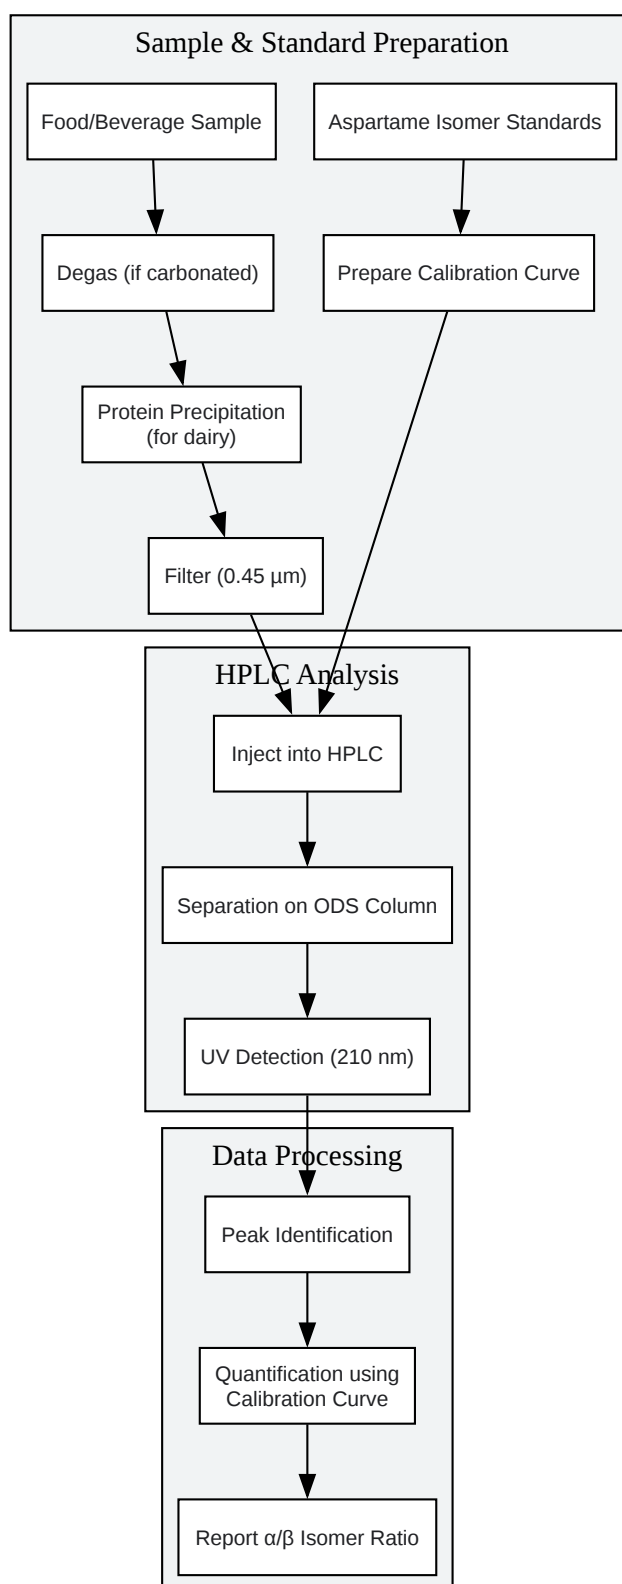 Sample & Standard Preparation
Food/Beverage Sample
Aspartame Isomer Standards
Degas (if carbonated)
Prepare Calibration Curve
Protein Precipitation
(for dairy)
Filter (0.45 µm)
HPLC Analysis
Inject into HPLC
Separation on ODS Column
UV Detection (210 nm)
Data Processing
Peak Identification
Quantification using
Calibration Curve
Report α/β Isomer Ratio